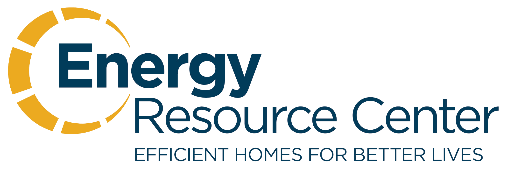 Energy
Resource Center
EFFICIENT HOMES FOR BETTER LIVES